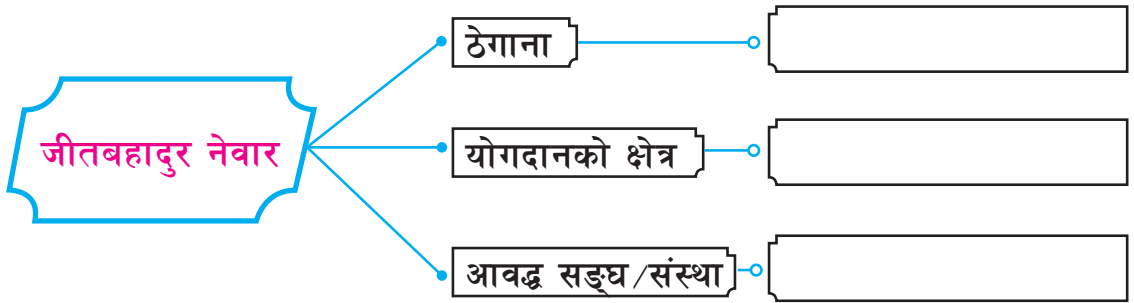 जीतबहादुर नेवार
ठेगाना
योगदानको क्षेत्र
आवद्ध सङ्घ/संस्था